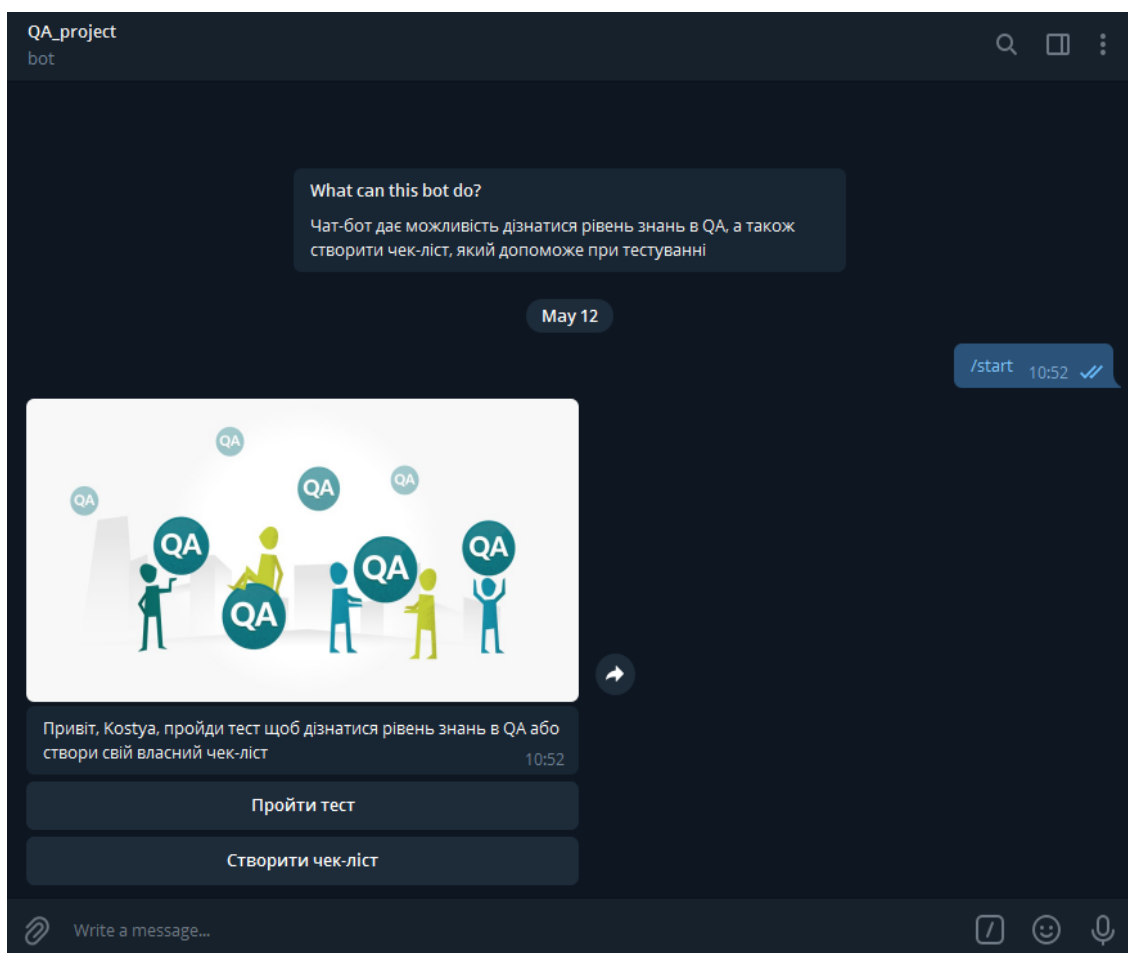 QA_project
bot
What can this bot do?
Чат-бот дає можливість дізнатися рівень знань в QA, а також
створити чек-ліст, який допоможе при тестуванні
May 12
/start 10:52
QA
QA
QA
QA
QA
QA
QA
QA
Привіт, Kostya, пройди тест щоб дізнатися рівень знань в QA або
створи свій власний чек-ліст
10:52
Пройти тест
Створити чек-ліст
Write a message...